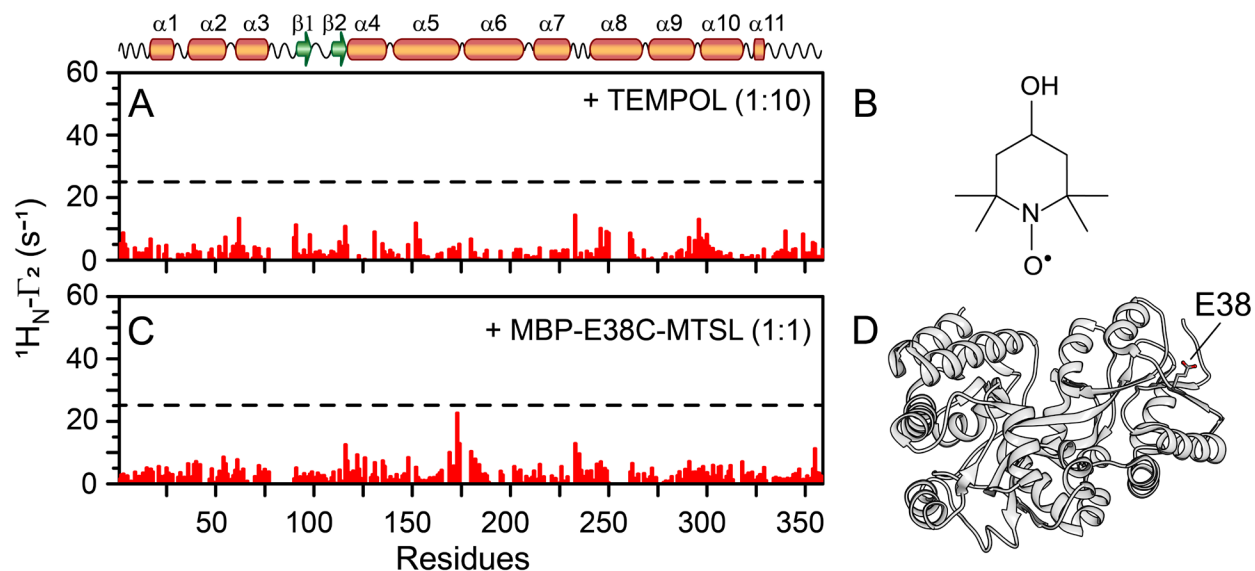 α1 α2 α3 β1 β2 α4 α5 α6 α7 α8 α9 α10 α11
A
+ TEMPOL (1:10)
60
40
20
0
B
OH
N
O•
¹H_N-Γ₂ (s⁻¹)
C
+ MBP-E38C-MTSL (1:1)
60
40
20
0
50 100 150 200 250 300 350
Residues
D
E38